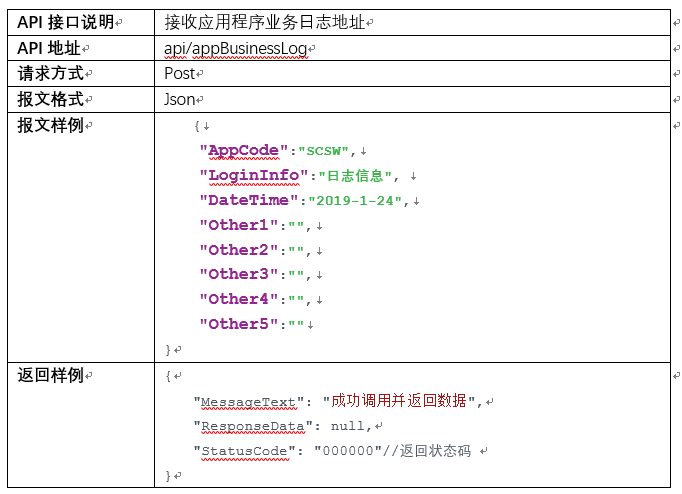 API 接口说明 接收应用程序业务日志地址
API 地址 api/appBusinessLog
请求方式 Post
报文格式 Json
报文样例 {
"AppCode":"SCSW",
"LoginInfo":"日志信息",
"DateTime":"2019-1-24",
"Other1":"",
"Other2":"",
"Other3":"",
"Other4":"",
"Other5":""
}
返回样例 {
"MessageText": "成功调用并返回数据",
"ResponseData": null,
"StatusCode": "000000"//返回状态码
}